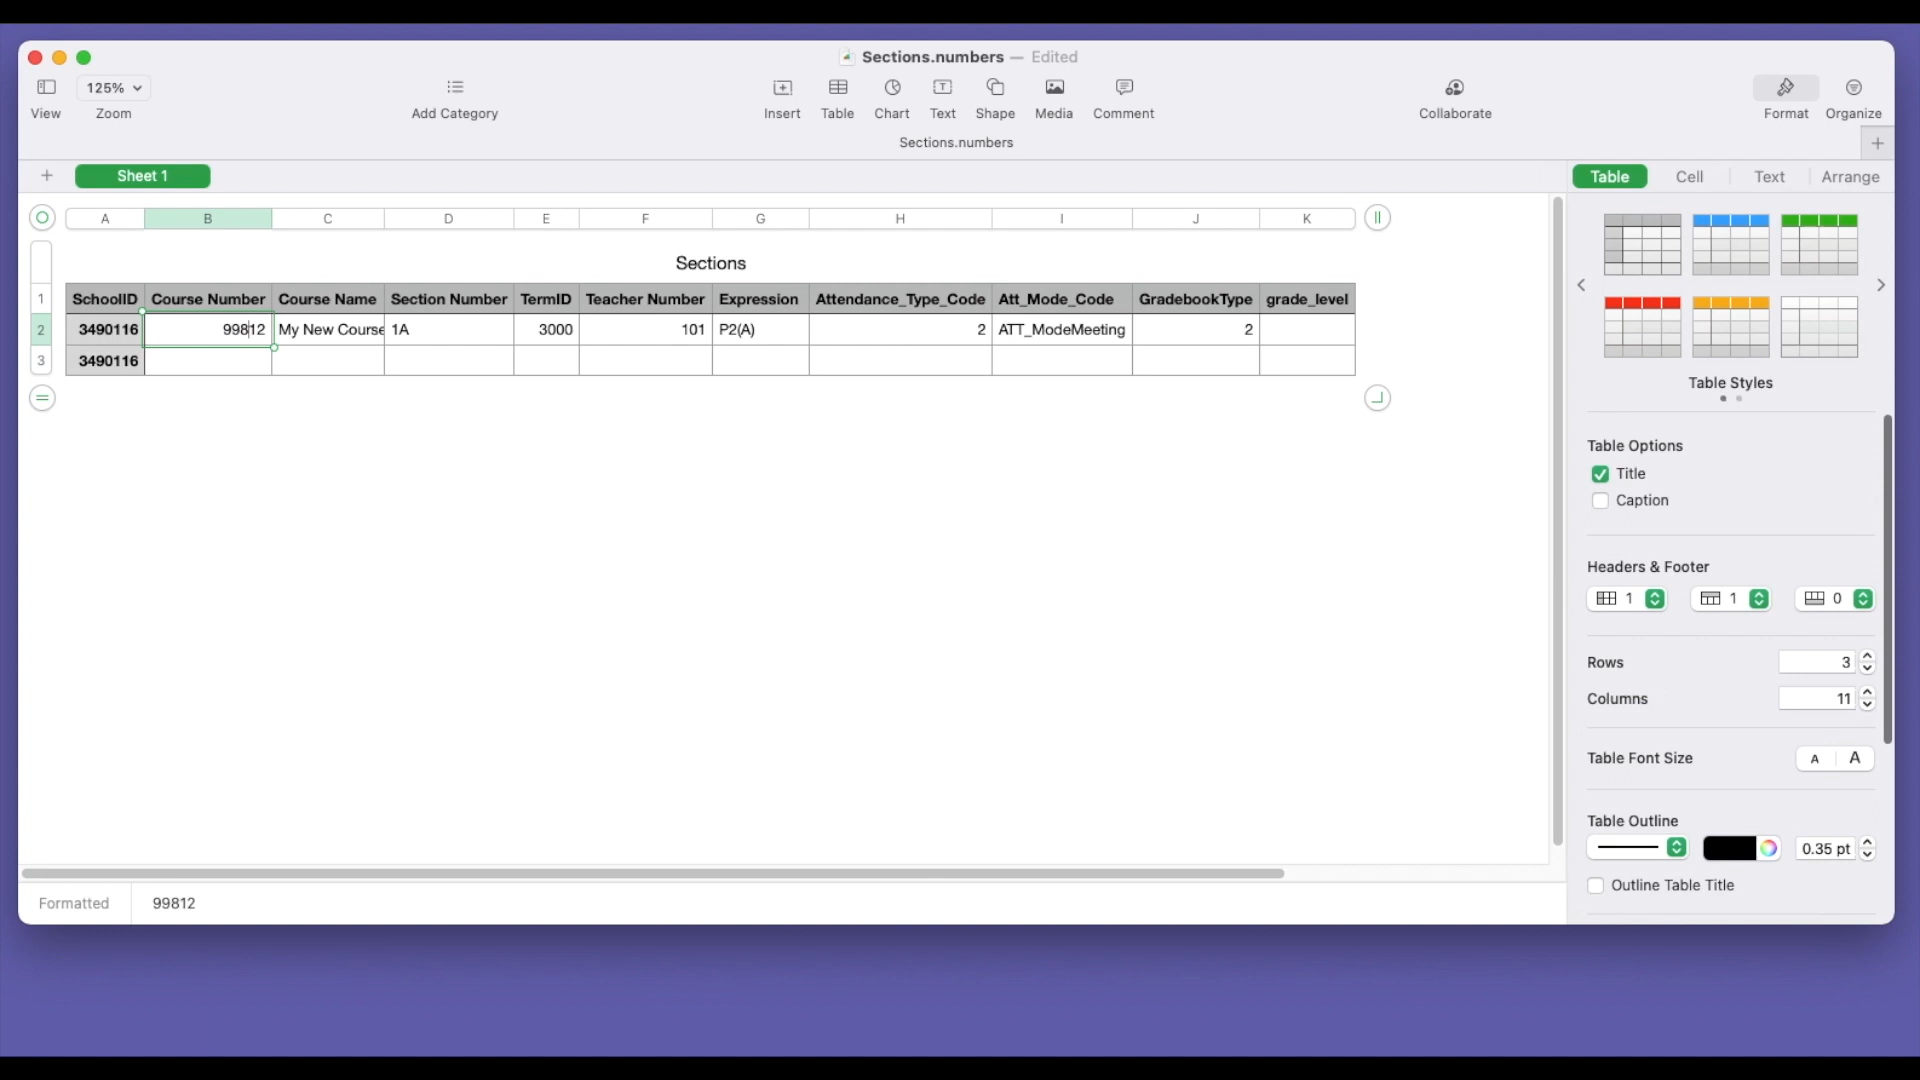 Sections.numbers — Edited
125%
View Zoom Add Category Insert Table Chart Text Shape Media Comment Collaborate Format Organize
Sections.numbers
Sheet 1
Table Cell Text Arrange
A B C D E F G H I J K
Sections
1 SchoolID Course Number Course Name Section Number TermID Teacher Number Expression Attendance_Type_Code Att_Mode_Code GradebookType grade_level
2 3490116 99812 My New Course 1A 3000 101 P2(A) 2 ATT_ModeMeeting 2
3 3490116
Table Styles
Table Options
Title
Caption
Headers & Footer
1 1 0
Rows 3
Columns 11
Table Font Size A A
Table Outline
0.35 pt
Outline Table Title
Formatted 99812